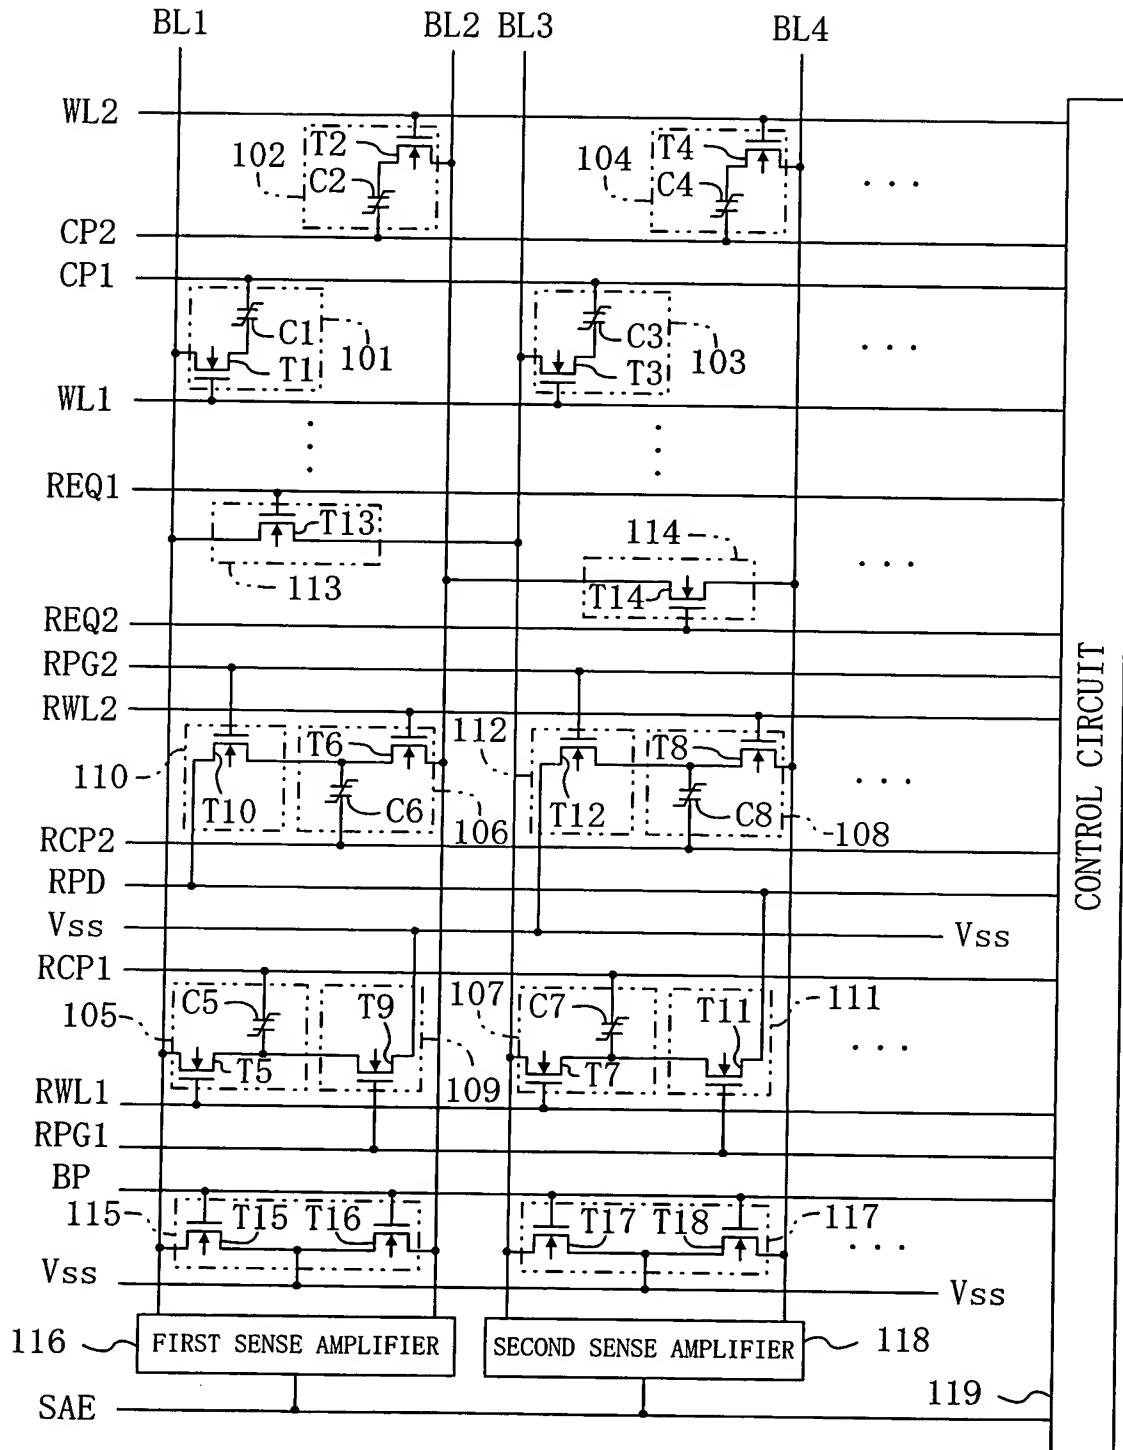 BL1 BL2 BL3 BL4
WL2
T2 T4
102 C2 104 C4
CP2
CP1
C1 101 C3 103
T1 T3
WL1
REQ1
T13
113 114
T14
REQ2
RPG2
RWL2
110 T6 112 T8
T10 C6 106 T12 C8 108
RCP2
RPD
Vss Vss
RCP1
105 C5 T9 107 C7 T11 111
T5 109 T7
RWL1
RPG1
BP
115 T15 T16 T17 T18 117
Vss Vss
116 FIRST SENSE AMPLIFIER SECOND SENSE AMPLIFIER 118
SAE 119
CONTROL CIRCUIT